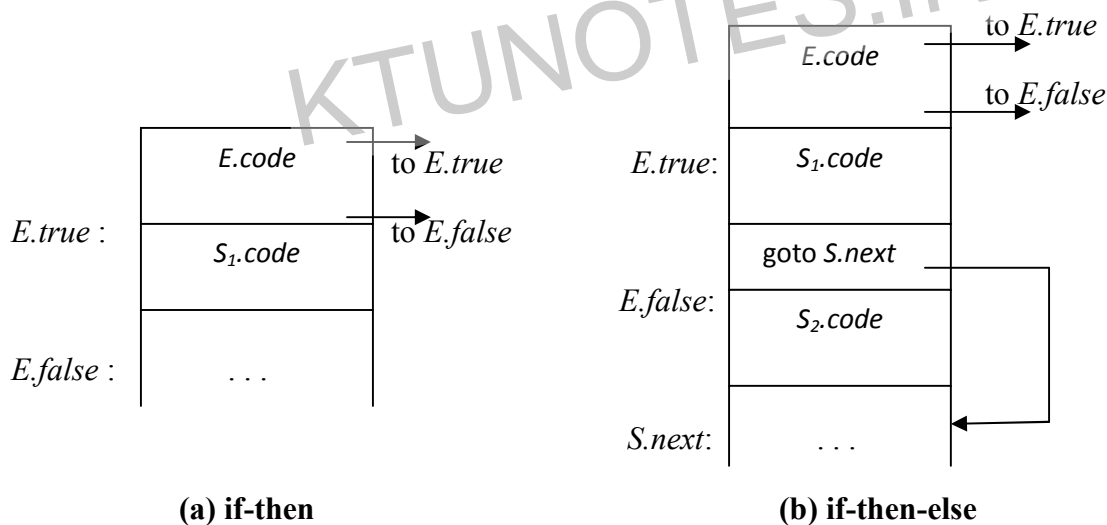 KTUNOTES.IN
E.code
to E.true
to E.false
E.true :
S₁.code
E.false :
. . .
(a) if-then
E.code
to E.true
to E.false
E.true:
S₁.code
goto S.next
E.false:
S₂.code
S.next:
. . .
(b) if-then-else